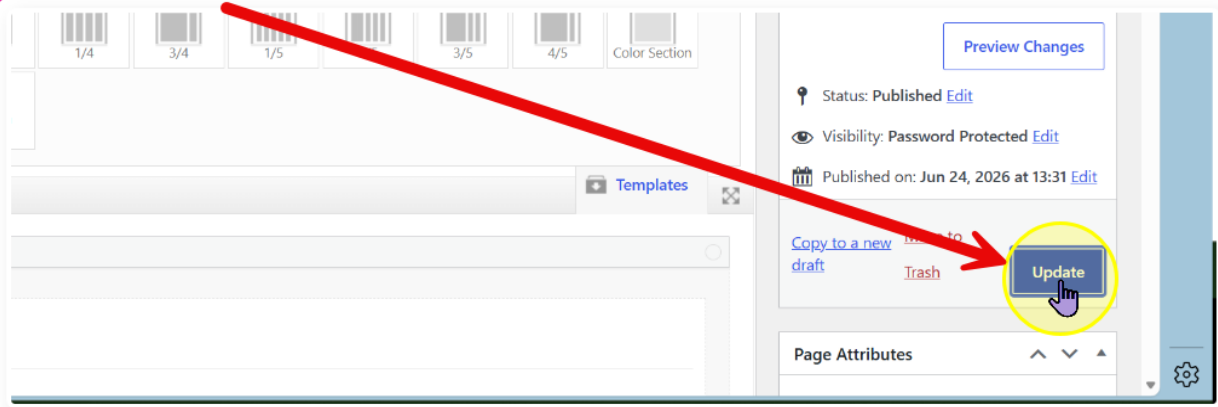 1/4
3/4
1/5
3/5
4/5
Color Section
Preview Changes
Status: Published Edit
Visibility: Password Protected Edit
Published on: Jun 24, 2026 at 13:31 Edit
Templates
Copy to a new
draft
to
Trash
Update
Page Attributes